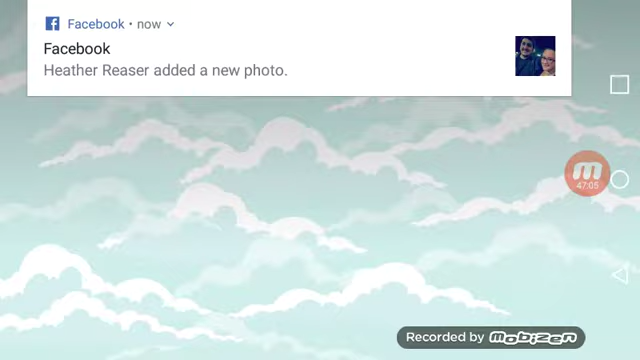 Facebook • now
Facebook
Heather Reaser added a new photo.
47:05
Recorded by Mobizen